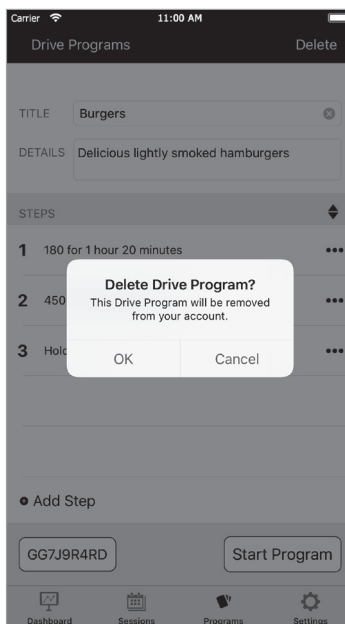 Carrier 11:00 AM
Drive Programs Delete
TITLE Burgers
DETAILS Delicious lightly smoked hamburgers
STEPS
1 180 for 1 hour 20 minutes
Delete Drive Program?
2 450 This Drive Program will be removed
from your account.
3 Hold
OK Cancel
Add Step
GG7J9R4RD Start Program
Dashboard Sessions Programs Settings